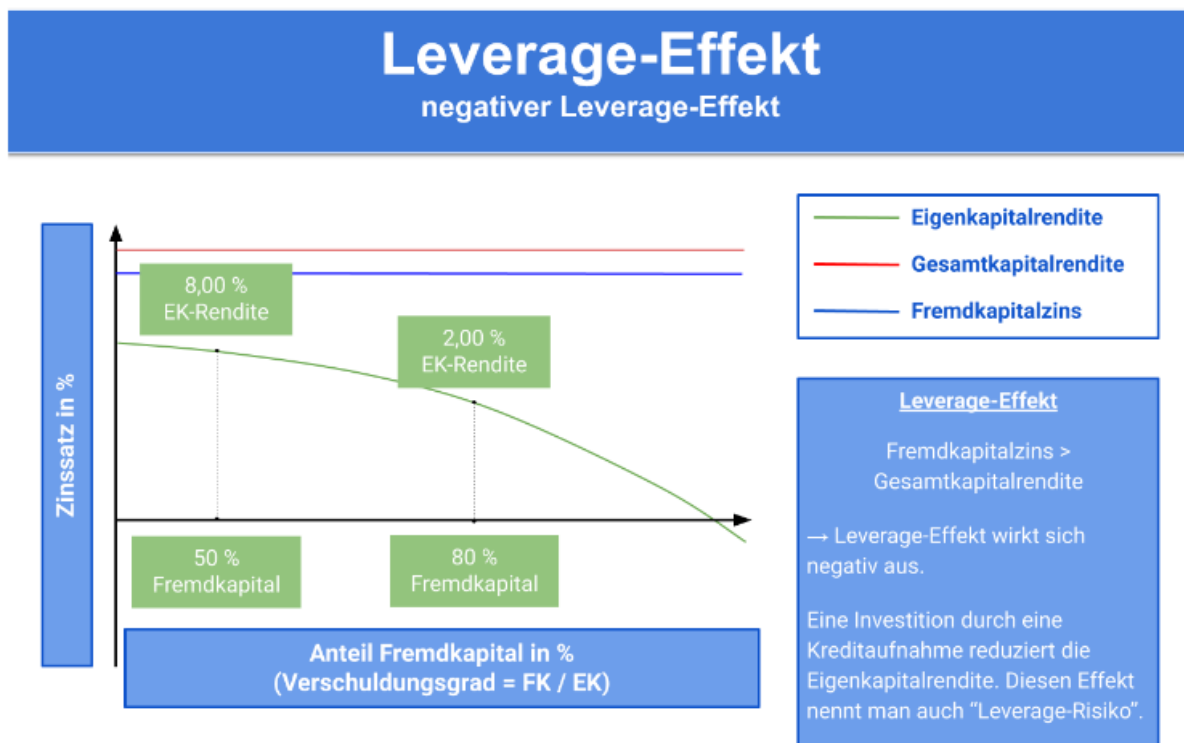 Leverage-Effekt
negativer Leverage-Effekt
Zinssatz in %
8,00 %
EK-Rendite
2,00 %
EK-Rendite
50 %
Fremdkapital
80 %
Fremdkapital
Anteil Fremdkapital in %
(Verschuldungsgrad = FK / EK)
Eigenkapitalrendite
Gesamtkapitalrendite
Fremdkapitalzins
Leverage-Effekt
Fremdkapitalzins >
Gesamtkapitalrendite
→ Leverage-Effekt wirkt sich
negativ aus.
Eine Investition durch eine
Kreditaufnahme reduziert die
Eigenkapitalrendite. Diesen Effekt
nennt man auch “Leverage-Risiko”.